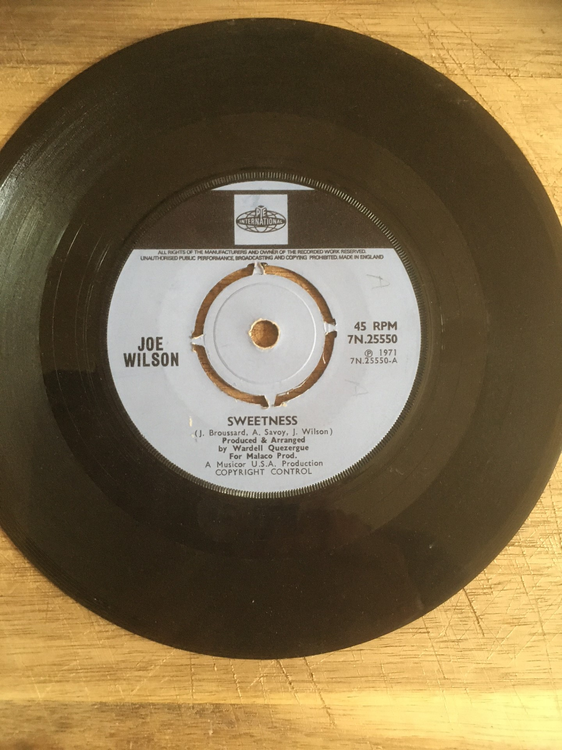 PYE
INTERNATIONAL
ALL RIGHTS OF THE MANUFACTURERS AND OWNER OF THE RECORDED WORK RESERVED.
UNAUTHORISED PUBLIC PERFORMANCE, BROADCASTING AND COPYING PROHIBITED. MADE IN ENGLAND
A
JOE
WILSON
45 RPM
7N.25550
Ⓟ 1971
7N.25550-A
A
SWEETNESS
(J. Broussard, A. Savoy, J. Wilson)
Produced & Arranged
by Wardell Quezergue
For Malaco Prod.
A Musicor U.S.A. Production
COPYRIGHT CONTROL